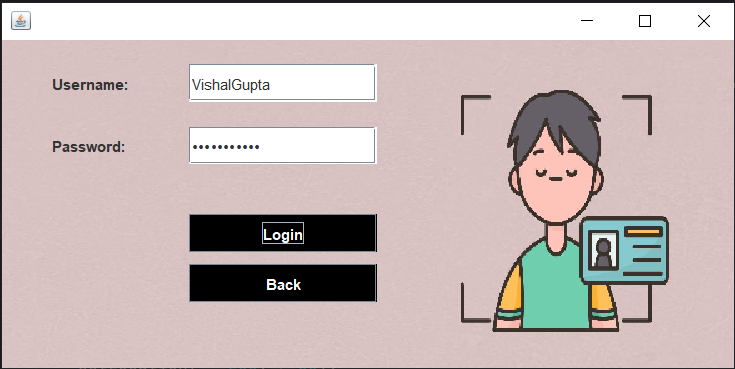 Username:
VishalGupta
Password:
•••••••••••
Login
Back